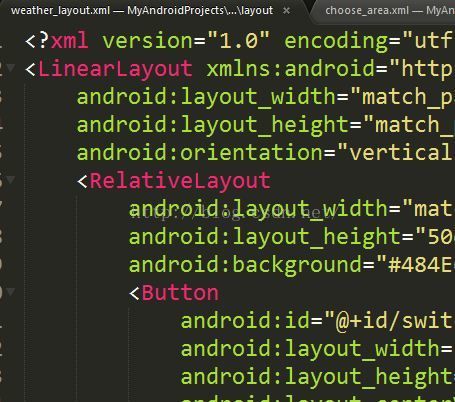 weather_layout.xml — MyAndroidProjects\...\layout × choose_area.xml — MyAn
<?xml version="1.0" encoding="utf
<LinearLayout xmlns:android="http
android:layout_width="match_p
android:layout_height="match_
android:orientation="vertical
<RelativeLayout
android:layout_width="mat
http://blog.csdn.net/
android:layout_height="50
android:background="#484E
<Button
android:id="@+id/swit
android:layout_width=
android:layout_height=